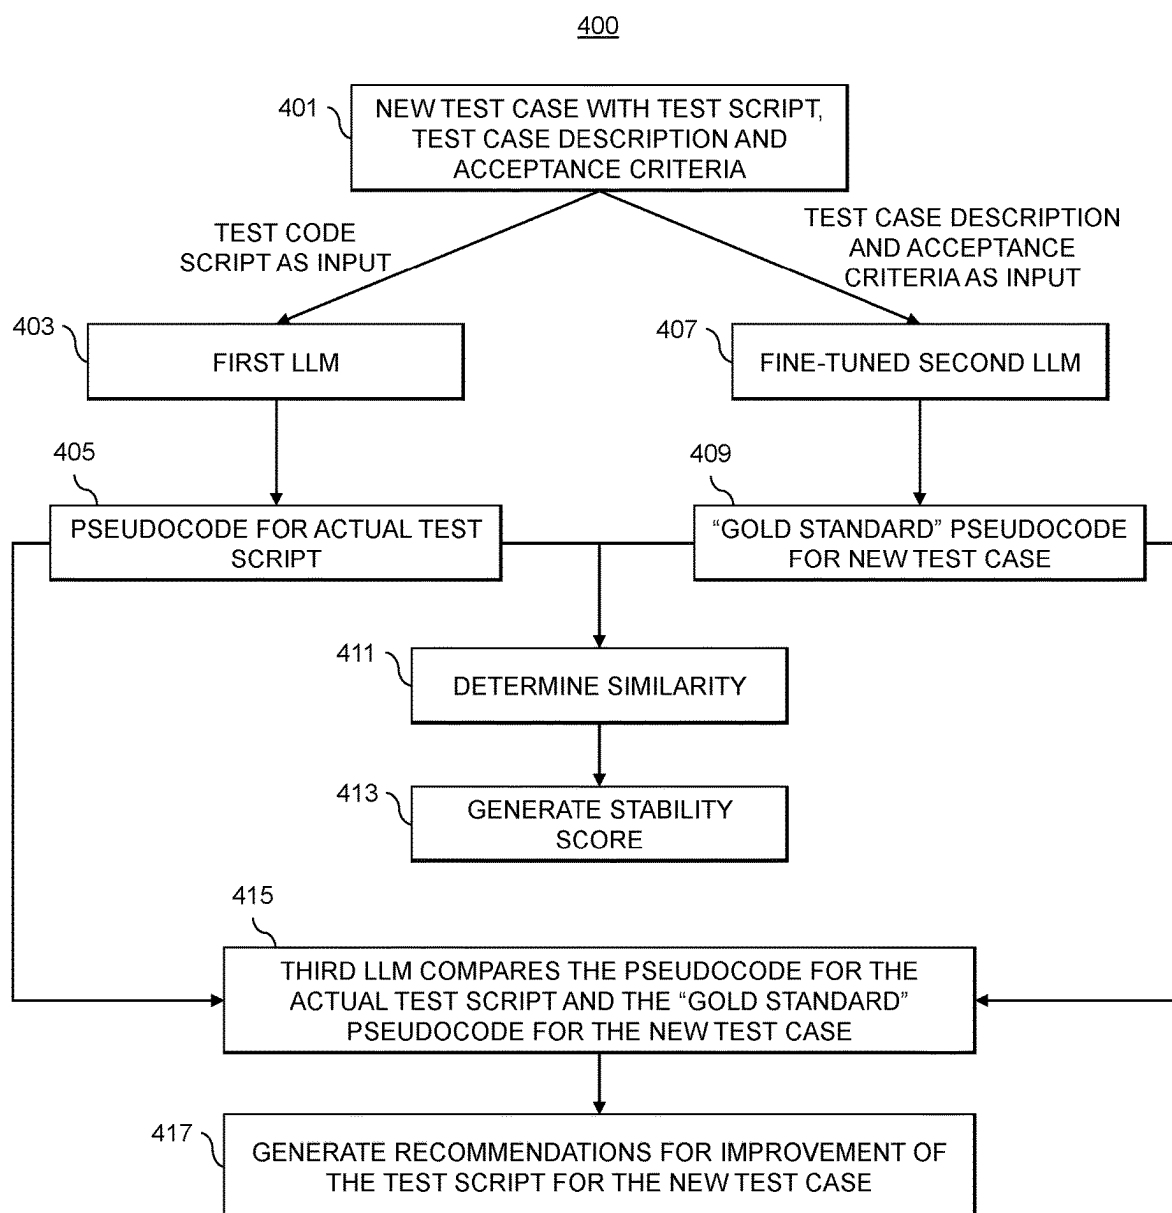 400
401
NEW TEST CASE WITH TEST SCRIPT,
TEST CASE DESCRIPTION AND
ACCEPTANCE CRITERIA
TEST CODE
SCRIPT AS INPUT
TEST CASE DESCRIPTION
AND ACCEPTANCE
CRITERIA AS INPUT
403
FIRST LLM
407
FINE-TUNED SECOND LLM
405
PSEUDOCODE FOR ACTUAL TEST
SCRIPT
409
“GOLD STANDARD” PSEUDOCODE
FOR NEW TEST CASE
411
DETERMINE SIMILARITY
413
GENERATE STABILITY
SCORE
415
THIRD LLM COMPARES THE PSEUDOCODE FOR THE
ACTUAL TEST SCRIPT AND THE “GOLD STANDARD”
PSEUDOCODE FOR THE NEW TEST CASE
417
GENERATE RECOMMENDATIONS FOR IMPROVEMENT OF
THE TEST SCRIPT FOR THE NEW TEST CASE